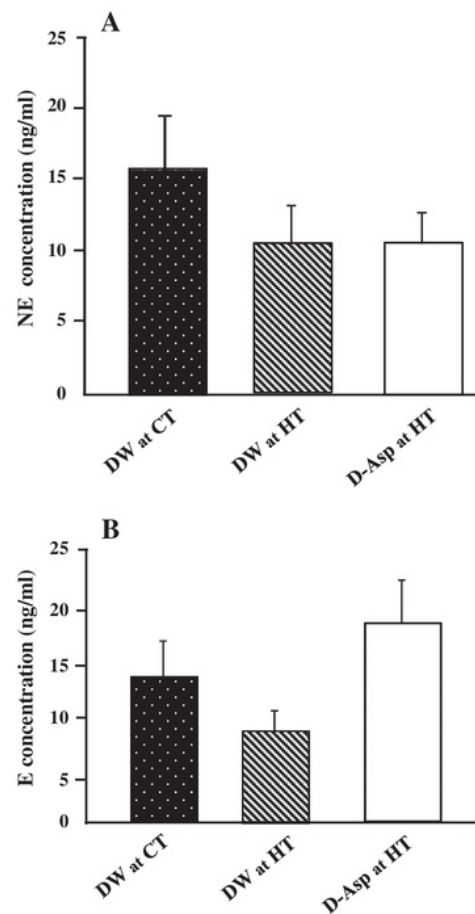 A
NE concentration (ng/ml)
25
20
15
10
5
0
DW at CT
DW at HT
D-Asp at HT
B
E concentration (ng/ml)
25
20
15
10
5
0
DW at CT
DW at HT
D-Asp at HT